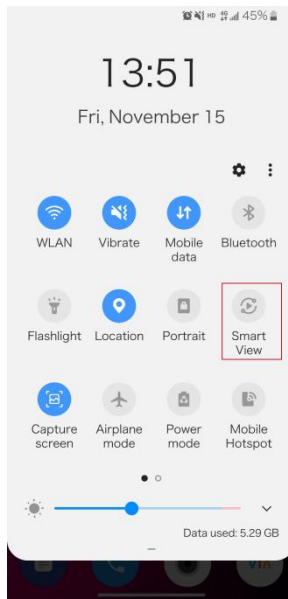 HD 45%
13:51
Fri, November 15
WLAN Vibrate Mobile data Bluetooth
Flashlight Location Portrait Smart View
Capture screen Airplane mode Power mode Mobile Hotspot
Data used: 5.29 GB